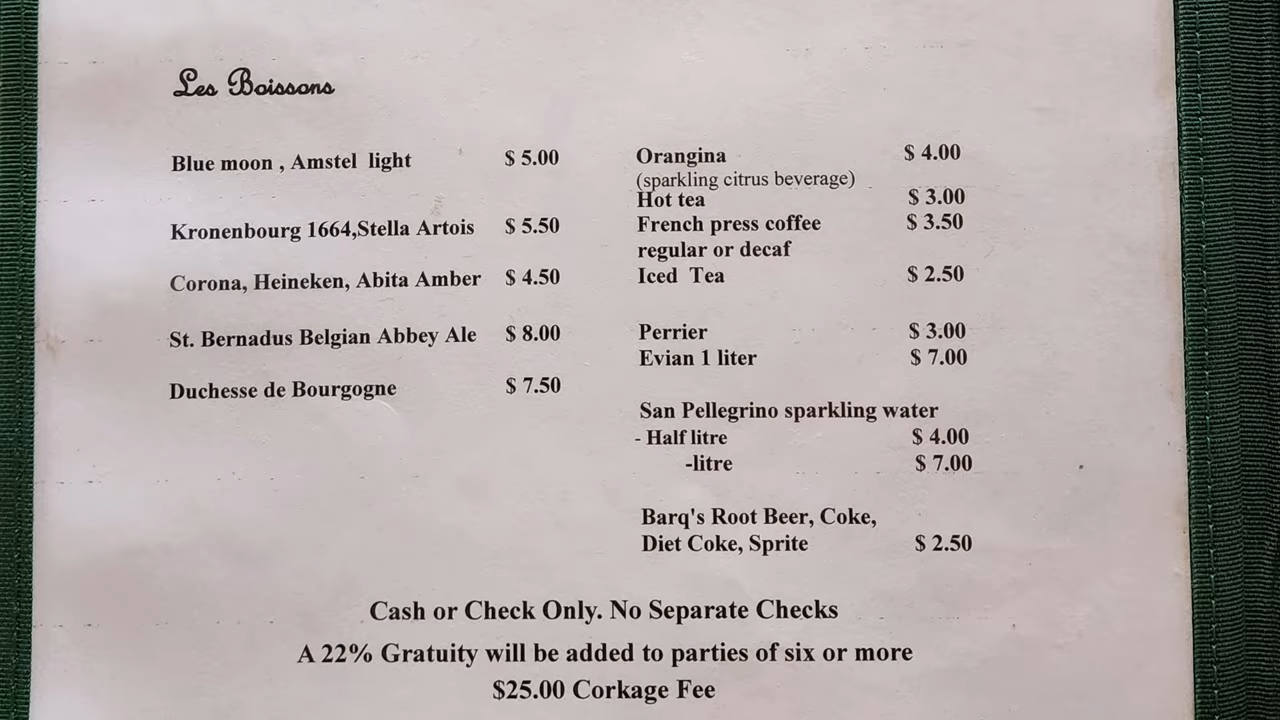 Les Boissons
Blue moon , Amstel light $ 5.00
Kronenbourg 1664,Stella Artois $ 5.50
Corona, Heineken, Abita Amber $ 4.50
St. Bernadus Belgian Abbey Ale $ 8.00
Duchesse de Bourgogne $ 7.50
Orangina $ 4.00
(sparkling citrus beverage)
Hot tea $ 3.00
French press coffee $ 3.50
regular or decaf
Iced Tea $ 2.50
Perrier $ 3.00
Evian 1 liter $ 7.00
San Pellegrino sparkling water
- Half litre $ 4.00
-litre $ 7.00
Barq's Root Beer, Coke,
Diet Coke, Sprite $ 2.50
Cash or Check Only. No Separate Checks
A 22% Gratuity will be added to parties of six or more
$25.00 Corkage Fee